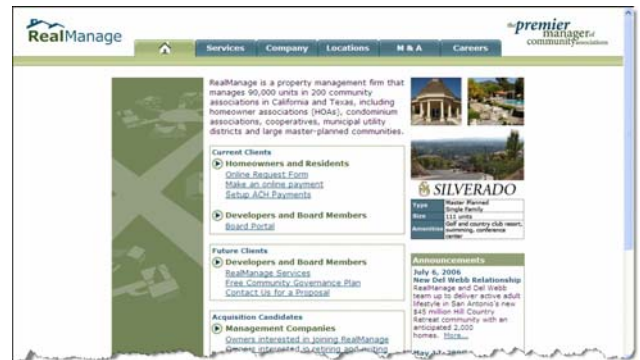 RealManage
the premier
manager of
community associations
Services Company Locations M & A Careers
RealManage is a property management firm that
manages 90,000 units in 200 community
associations in California and Texas, including
homeowner associations (HOAs), condominium
associations, cooperatives, municipal utility
districts and large master-planned communities.
Current Clients
Homeowners and Residents
Online Request Form
Make an online payment
Setup ACH Payments
Developers and Board Members
Board Portal
Future Clients
Developers and Board Members
RealManage Services
Free Community Governance Plan
Contact Us for a Proposal
Acquisition Candidates
Management Companies
Owners interested in joining RealManage
Owners interested in retiring and exiting
SILVERADO
Type Master Planned
Single Family
Size 111 units
Amenities Golf and country club resort,
swimming, conference
center
Announcements
July 6, 2006
New Del Webb Relationship
RealManage and Del Webb
team up to deliver active adult
lifestyle in San Antonio's new
$45 million Hill Country
Retreat community with an
anticipated 2,000
homes. More...